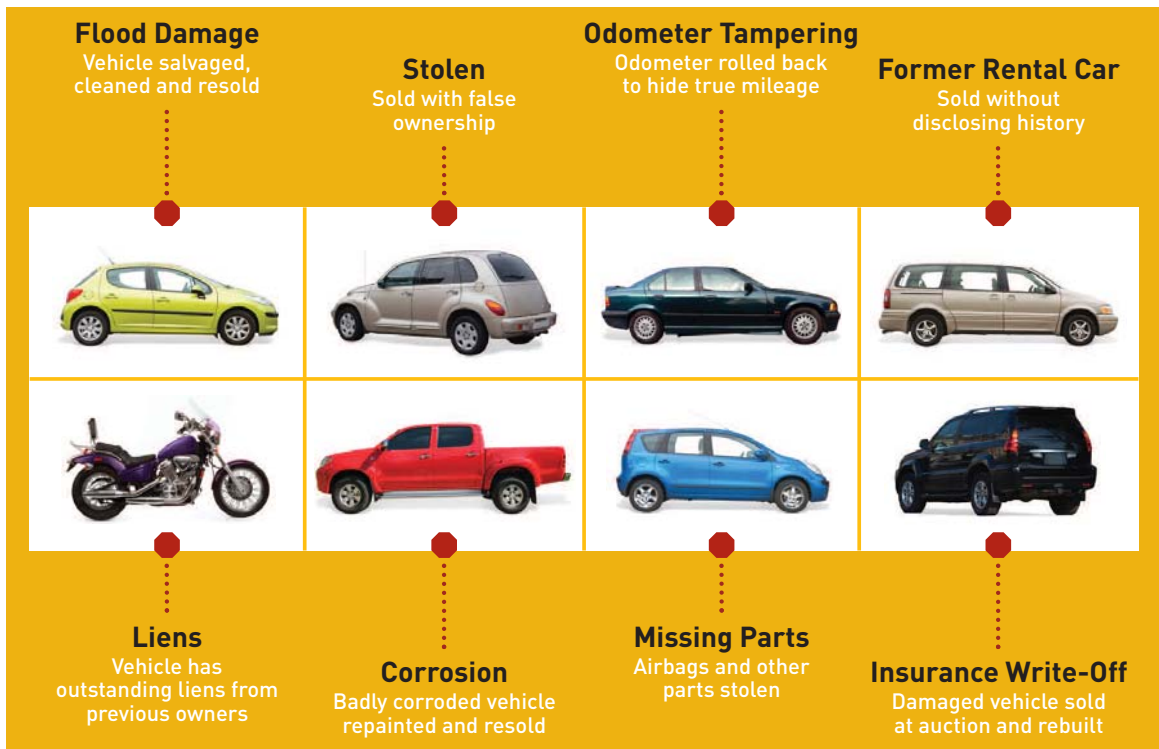 Flood Damage
Vehicle salvaged,
cleaned and resold
Stolen
Sold with false
ownership
Odometer Tampering
Odometer rolled back
to hide true mileage
Former Rental Car
Sold without
disclosing history
Liens
Vehicle has
outstanding liens from
previous owners
Corrosion
Badly corroded vehicle
repainted and resold
Missing Parts
Airbags and other
parts stolen
Insurance Write-Off
Damaged vehicle sold
at auction and rebuilt